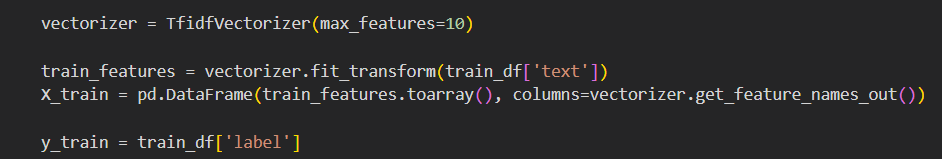 vectorizer = TfidfVectorizer(max_features=10)
train_features = vectorizer.fit_transform(train_df['text'])
X_train = pd.DataFrame(train_features.toarray(), columns=vectorizer.get_feature_names_out())
y_train = train_df['label']